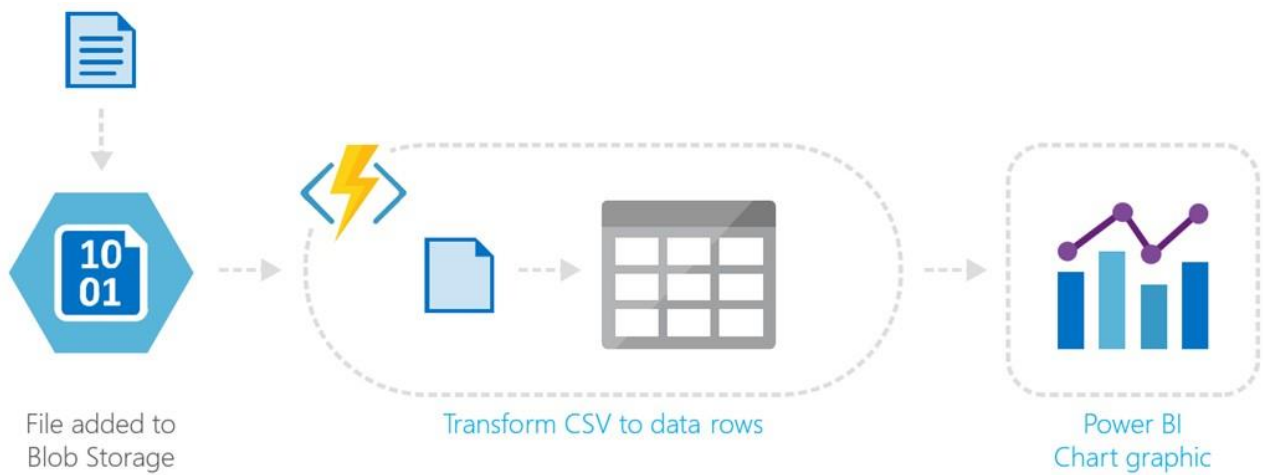 10
01
File added to
Blob Storage
Transform CSV to data rows
Power BI
Chart graphic